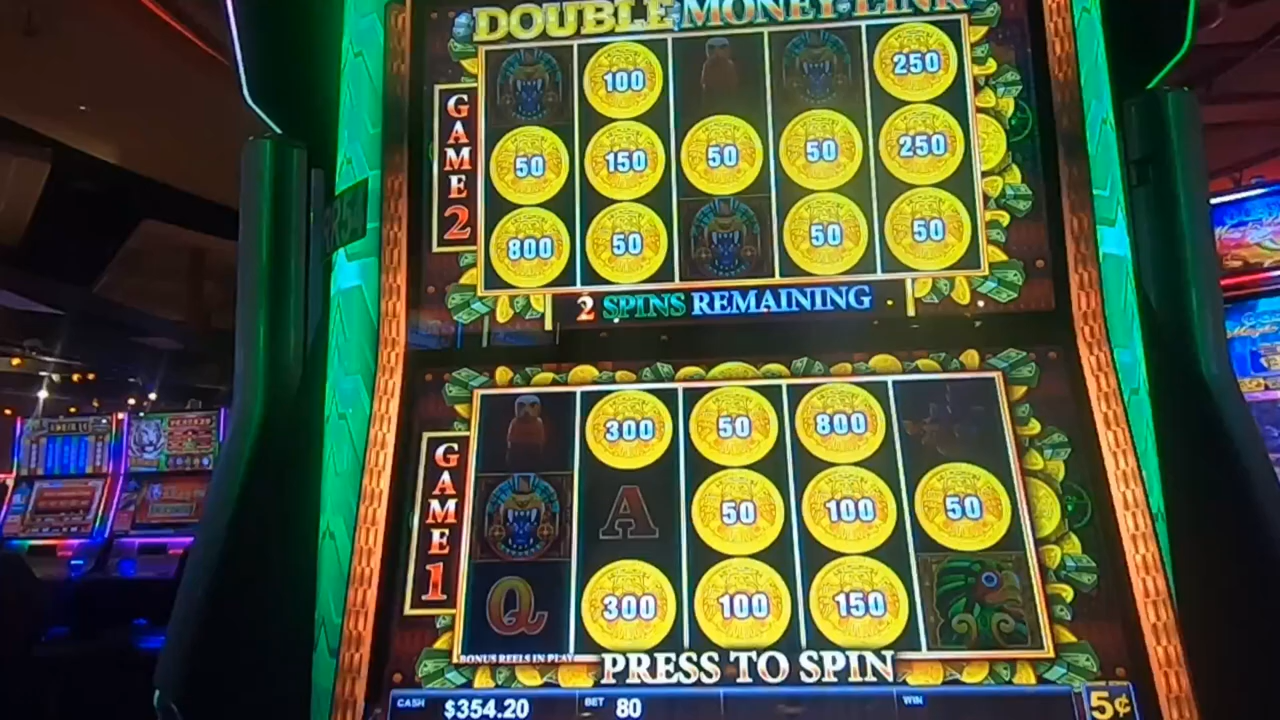 DOUBLE MONEY LINK
GAME 2
100 250
50 150 50 50 250
800 50 50 50
2 SPINS REMAINING
GAME 1
300 50 800
A 50 100 50
Q 300 100 150
BONUS REELS IN PLAY
PRESS TO SPIN
CASH $354.20 BET 80 WIN 5¢